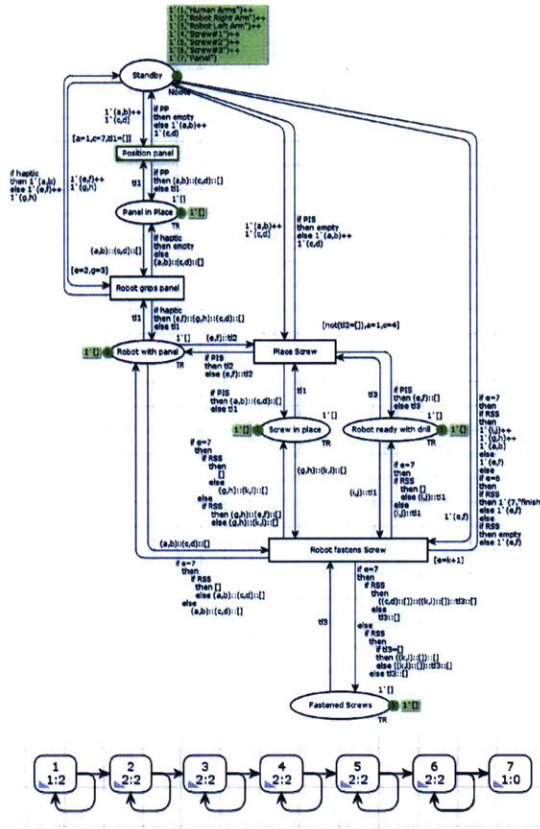 1`(1,"Human Arms")++
1`(2,"Robot Right Arm")++
1`(3,"Robot Left Arm")++
1`(4,"Screw#1")++
1`(5,"Screw#2")++
1`(6,"Screw#3")++
1`(7,"Panel")
Standby
1`(a,b)++
1`(c,d)
if PP
then empty
else 1`(a,b)++
1`(c,d)
[a=1,c=7,tl1=[]]
Position panel
if haptic
then 1`(a,b)
else 1`(e,f)++
1`(g,h)
1`(e,f)++
1`(g,h)
tl1
if PP
then (a,b)::(c,d)::[]
else tl1
1`[]
Panel in Place
1`[]
TR
(a,b)::(c,d)::[]
if haptic
then empty
else
(a,b)::(c,d)::[]
1`(a,b)++
1`(c,d)
if PIS
then empty
else 1`(a,b)++
1`(c,d)
[e=2,g=3]
Robot grips panel
tl1
if haptic
then (e,f)::(g,h)::(c,d)::[]
else tl1
[not(tl2=[]),a=1,c=4]
1`[]
(e,f)::tl2
1`[]
Robot with panel
TR
if PIS
then tl2
else (e,f)::tl2
Place Screw
tl1
if PIS
then (a,b)::(c,d)::[]
else tl1
tl3
if PIS
then (e,f)::[]
else tl3
1`[]
1`[]
1`[]
Screw in place
TR
Robot ready with drill
1`[]
TR
if e=7
then
if RSS
then
1`(i,j)++
1`(g,h)++
1`(a,b)
else
1`(e,f)
else
if e=6
then
if RSS
then 1`(7,"finish
else 1`(e,f)
else
if RSS
then empty
else 1`(e,f)
if e=7
then
if RSS
then
[]
else
(g,h)::(k,l)::[]
else
if RSS
then (g,h)::(e,f)::[]
else (g,h)::(k,l)::[]
(g,h)::(k,l)::[]
if e=7
then
if RSS
then []
else (i,j)::tl1
else
(i,j)::tl1
1`(e,f)
(a,b)::(c,d)::[]
Robot fastens Screw
[e=k+1]
if e=7
then
if RSS
then []
else (a,b)::(c,d)::[]
else
(a,b)::(c,d)::[]
tl3
if e=7
then
if RSS
then
((c,d)::[])::((k,l)::[])::tl3::[]
else
tl3::[]
else
if RSS
then
if tl3=[]
then ((k,l)::[])::[]
else ((k,l)::[])::tl3::[]
else tl3::[]
1`[]
Fastened Screws
1`[]
TR
1 2 3 4 5 6 7
1:2 2:2 2:2 2:2 2:2 2:2 1:0